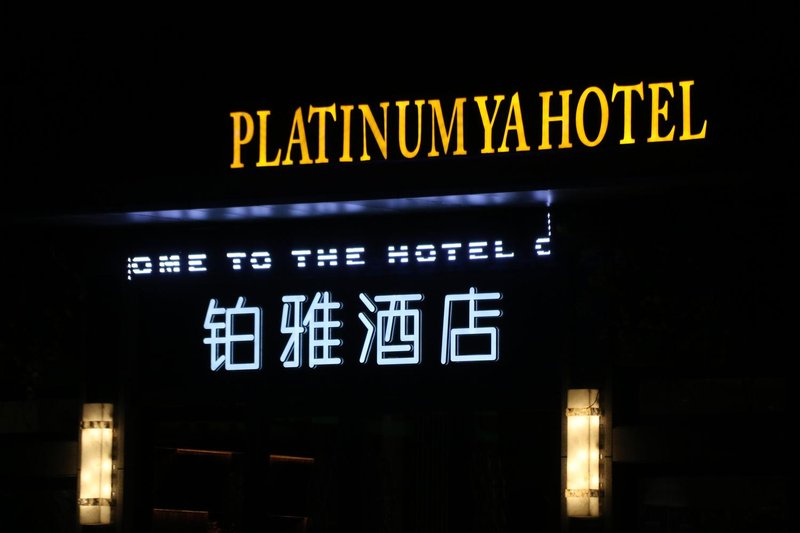 PLATINUM YA HOTEL
OME TO THE HOTEL
铂雅酒店